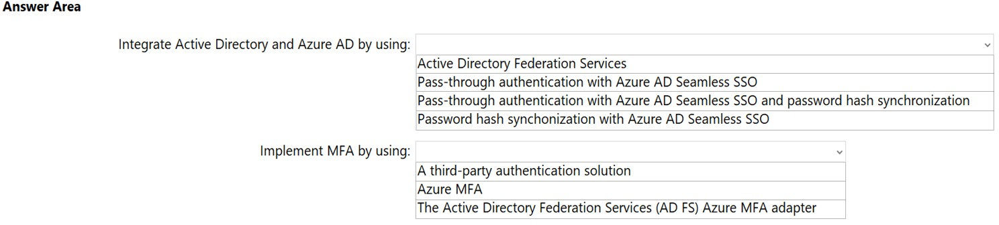 Answer Area
Integrate Active Directory and Azure AD by using:
Active Directory Federation Services
Pass-through authentication with Azure AD Seamless SSO
Pass-through authentication with Azure AD Seamless SSO and password hash synchronization
Password hash synchonization with Azure AD Seamless SSO
Implement MFA by using:
A third-party authentication solution
Azure MFA
The Active Directory Federation Services (AD FS) Azure MFA adapter